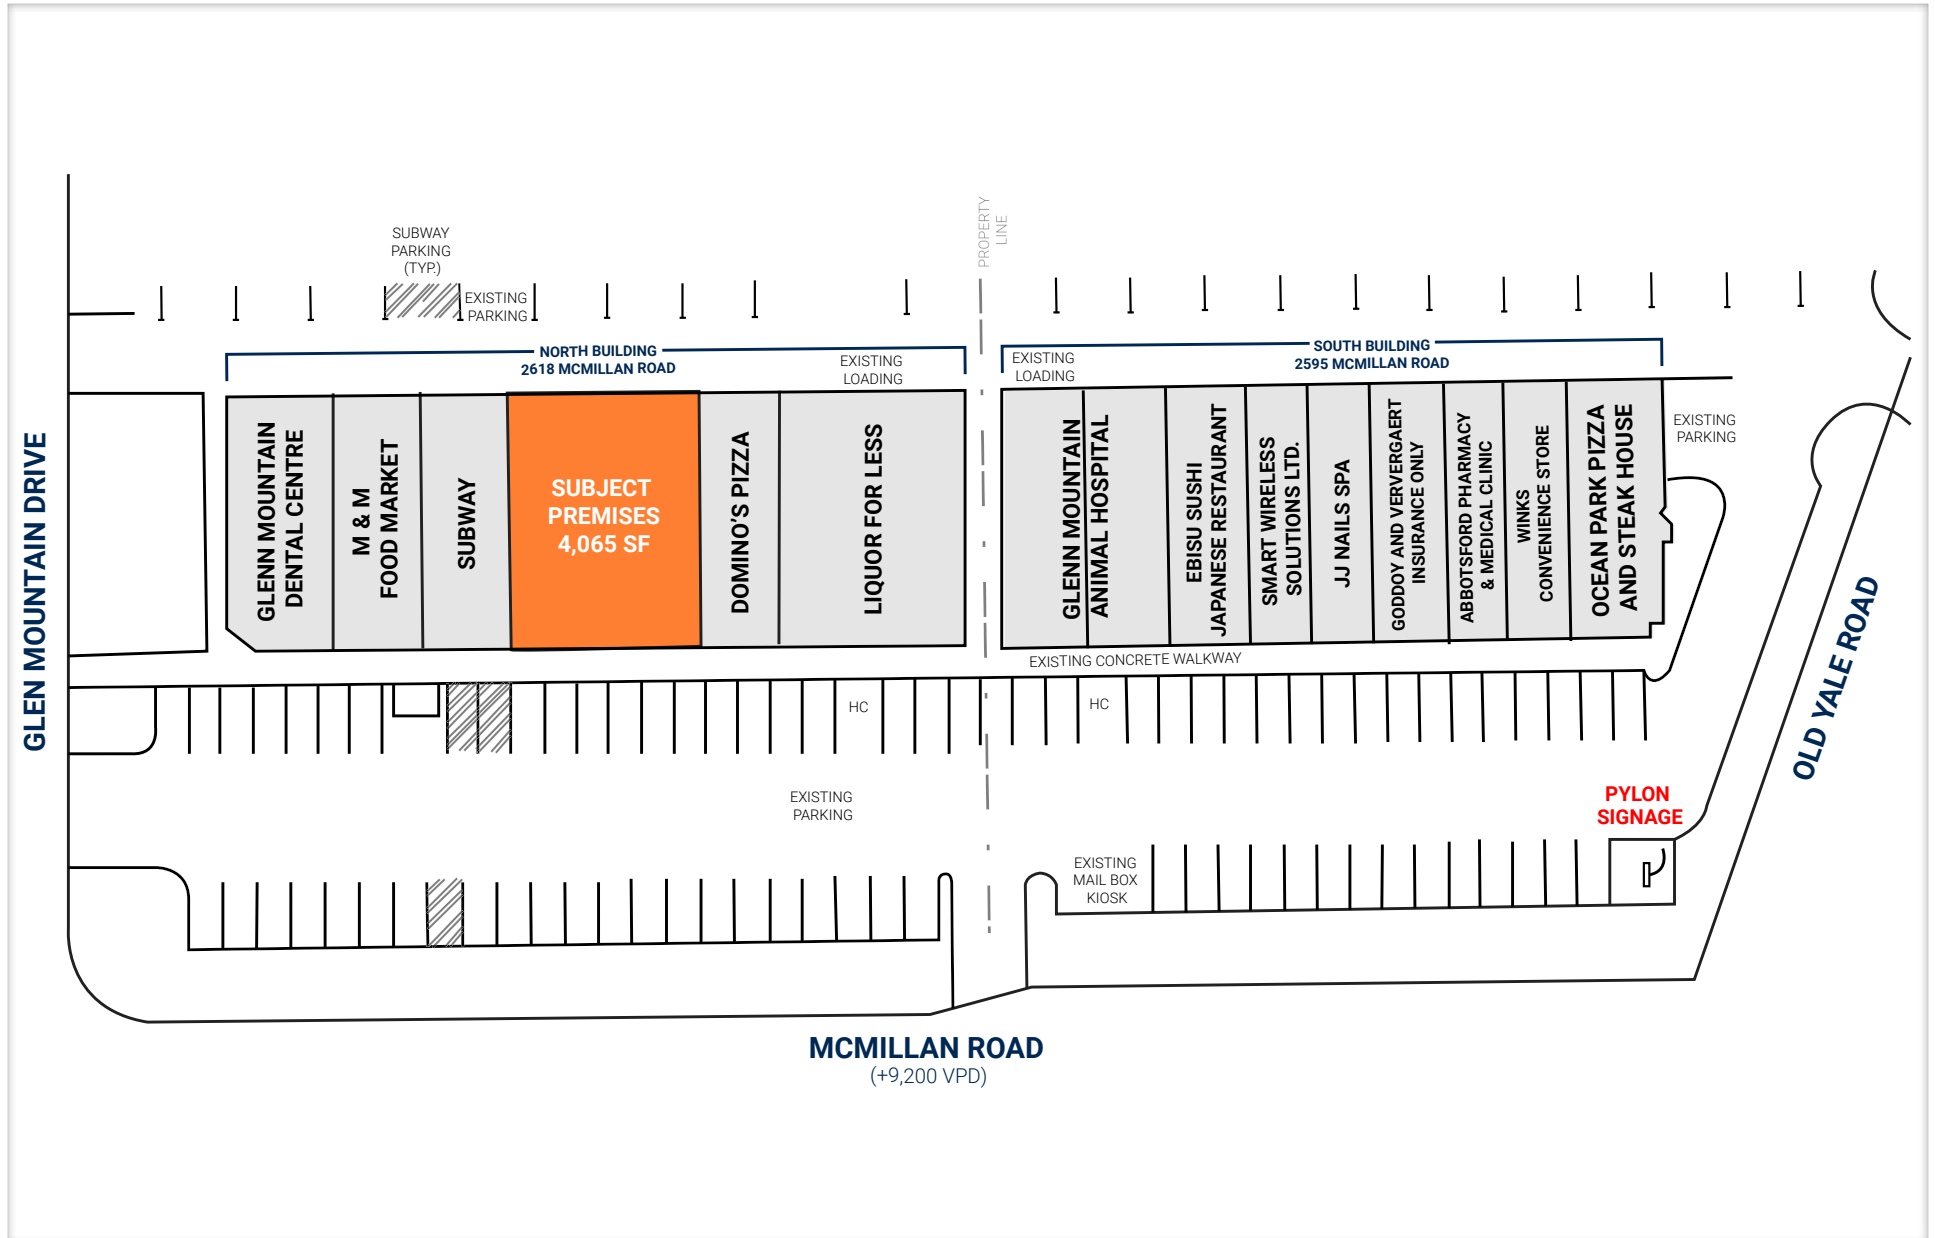 SUBWAY
PARKING
(TYP.)
EXISTING
PARKING
PROPERTY
LINE
NORTH BUILDING
2618 MCMILLAN ROAD
EXISTING
LOADING
EXISTING
LOADING
SOUTH BUILDING
2595 MCMILLAN ROAD
EXISTING
PARKING
GLEN MOUNTAIN DRIVE
GLENN MOUNTAIN
DENTAL CENTRE
M & M
FOOD MARKET
SUBWAY
SUBJECT
PREMISES
4,065 SF
DOMINO'S PIZZA
LIQUOR FOR LESS
GLENN MOUNTAIN
ANIMAL HOSPITAL
EBISU SUSHI
JAPANESE RESTAURANT
SMART WIRELESS
SOLUTIONS LTD.
JJ NAILS SPA
GODDOY AND VERVERGAERT
INSURANCE ONLY
ABBOTSFORD PHARMACY
& MEDICAL CLINIC
WINKS
CONVENIENCE STORE
OCEAN PARK PIZZA
AND STEAK HOUSE
OLD YALE ROAD
EXISTING CONCRETE WALKWAY
HC
HC
EXISTING
PARKING
PYLON
SIGNAGE
EXISTING
MAIL BOX
KIOSK
MCMILLAN ROAD
(+9,200 VPD)